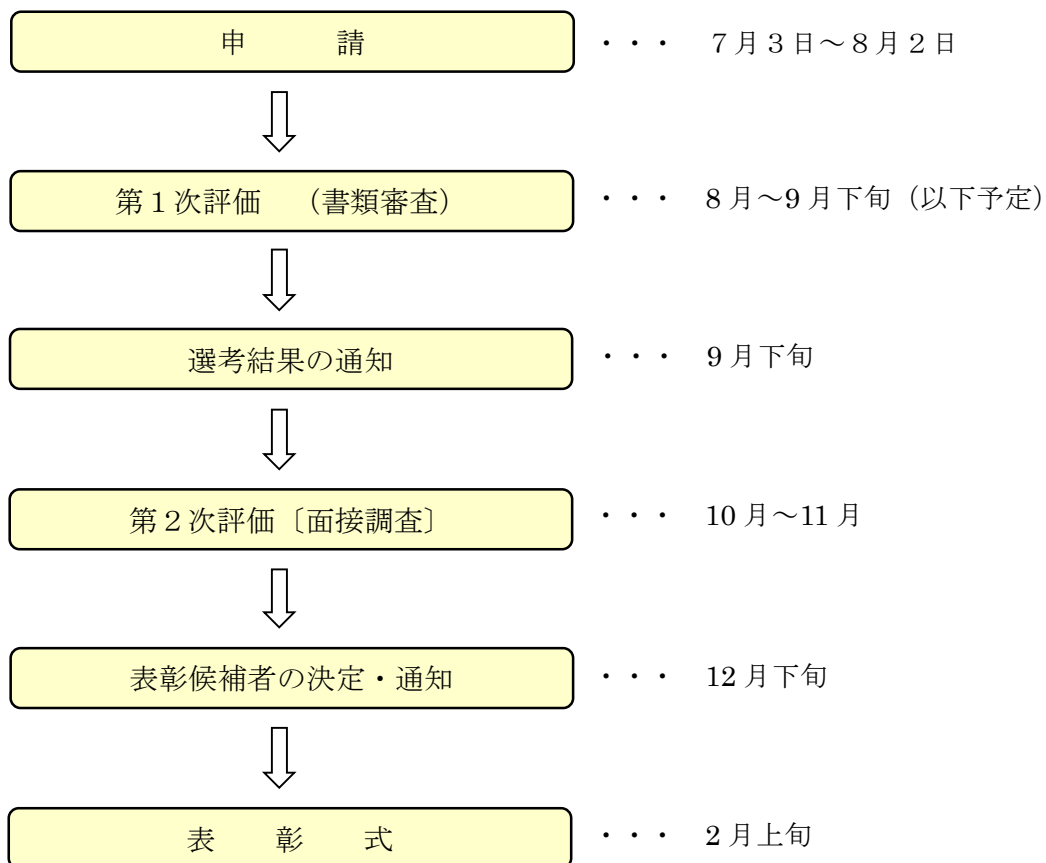 申　　請　・・・　７月３日～８月２日
第１次評価　（書類審査）　・・・　8月～9月下旬（以下予定）
選考結果の通知　・・・　9月下旬
第２次評価〔面接調査〕　・・・　10月～11月
表彰候補者の決定・通知　・・・　12月下旬
表　彰　式　・・・　2月上旬